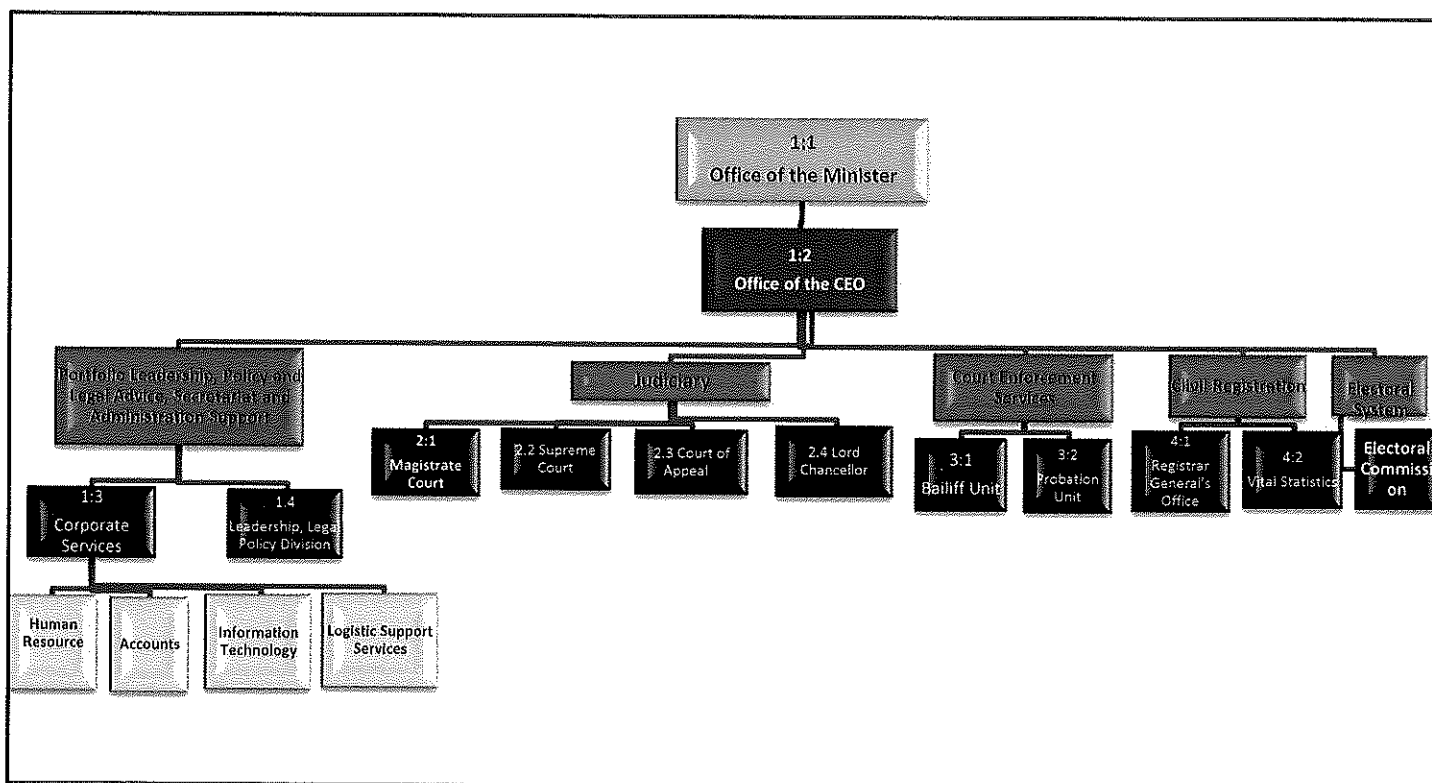 1:1
Office of the Minister
1:2
Office of the CEO
Portfolio Leadership, Policy and
Legal Advice, Secretariat and
Administration Support
Judiciary
Court Enforcement
Services
Civil Registration
Electoral
System
1:3
Corporate
Services
1.4
Leadership, Legal
Policy Division
2:1
Magistrate
Court
2.2 Supreme
Court
2.3 Court of
Appeal
2.4 Lord
Chancellor
3:1
Bailiff Unit
3:2
Probation
Unit
4:1
Registrar
General's
Office
4:2
Vital Statistics
Electoral
Commissi
on
Human
Resource
Accounts
Information
Technology
Logistic Support
Services